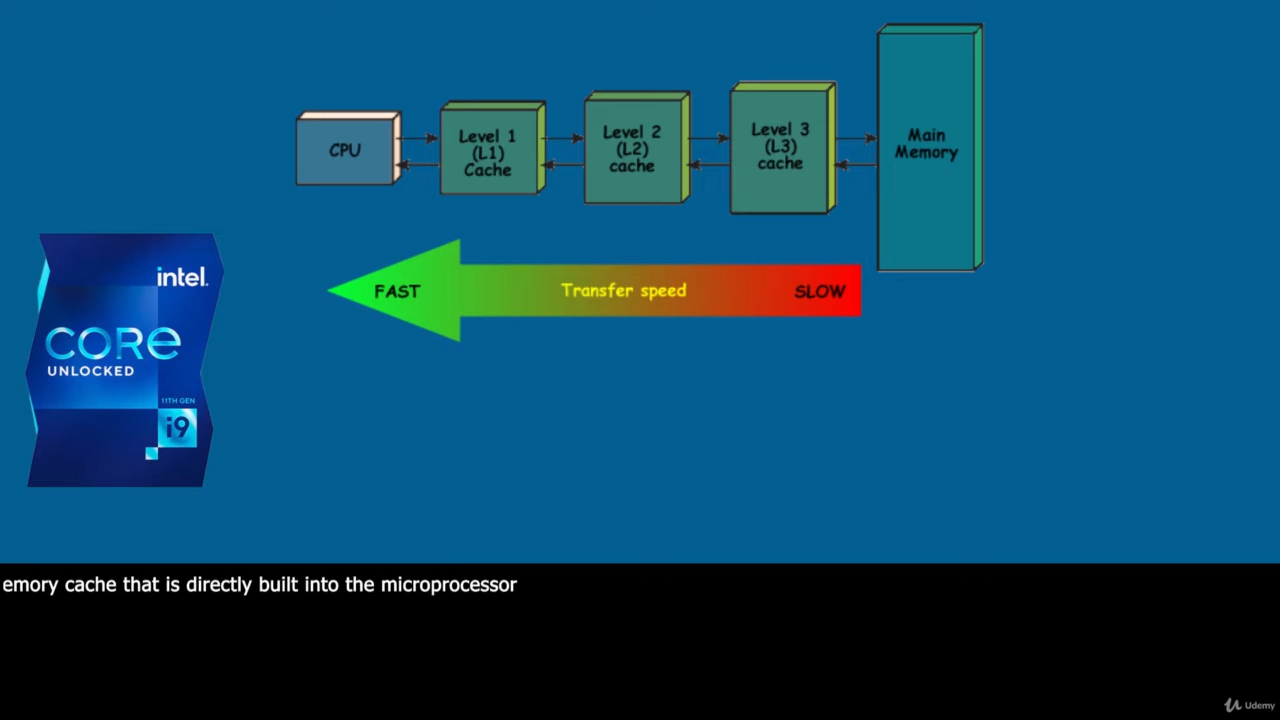 CPU
Level 1
(L1)
Cache
Level 2
(L2)
cache
Level 3
(L3)
cache
Main
Memory
FAST
Transfer speed
SLOW
intel.
CORE
UNLOCKED
11TH GEN
i9
emory cache that is directly built into the microprocessor
Udemy